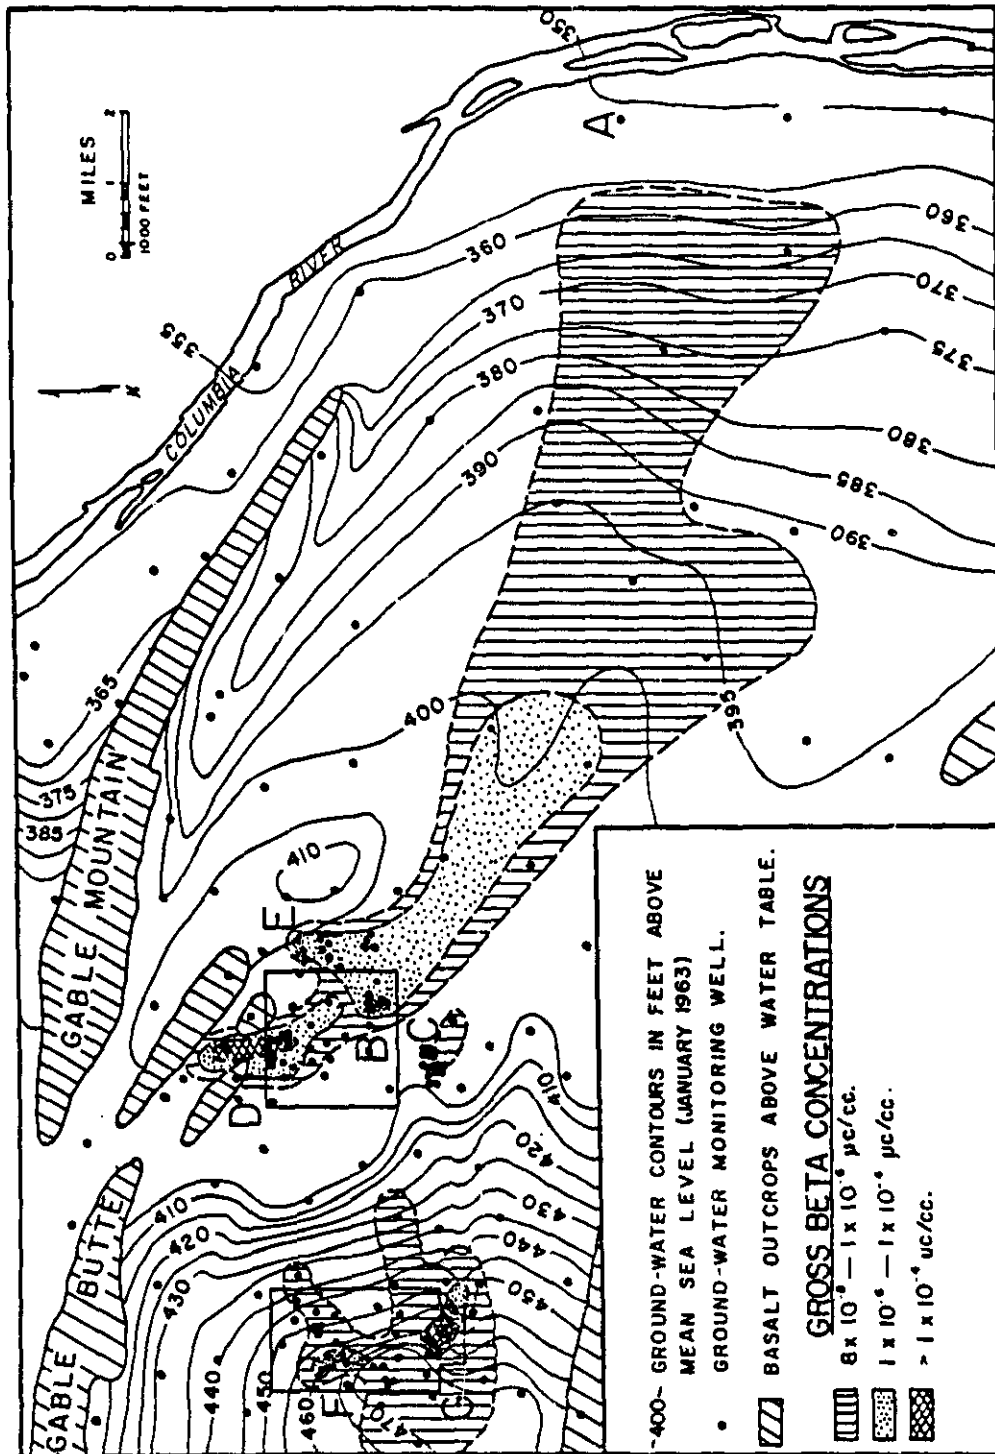 GABLE BUTTE
GABLE MOUNTAIN
COLUMBIA RIVER
MILES
0 1 2
1000 FEET
N
350
355
360
370
380
390
400
410
365
375
385
360
370
375
380
385
390
395
410
420
430
440
450
460
470
410
420
430
440
450
A
B
C
D
E
F
G
-400- GROUND-WATER CONTOURS IN FEET ABOVE
MEAN SEA LEVEL (JANUARY 1963)
• GROUND-WATER MONITORING WELL.
BASALT OUTCROPS ABOVE WATER TABLE.
GROSS BETA CONCENTRATIONS
8 x 10⁻⁸ — 1 x 10⁻⁶ µc/cc.
1 x 10⁻⁶ — 1 x 10⁻⁴ µc/cc.
> 1 x 10⁻⁴ uc/cc.